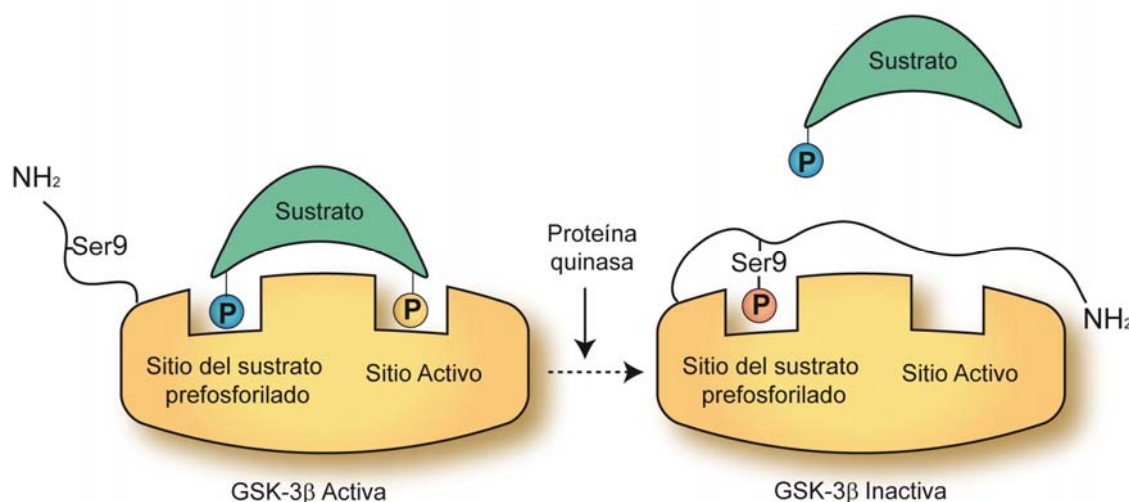 NH₂
Ser9
Sustrato
P
P
Sitio del sustrato
prefosforilado
Sitio Activo
GSK-3β Activa
Proteína
quinasa
Sustrato
P
Ser9
P
NH₂
Sitio del sustrato
prefosforilado
Sitio Activo
GSK-3β Inactiva